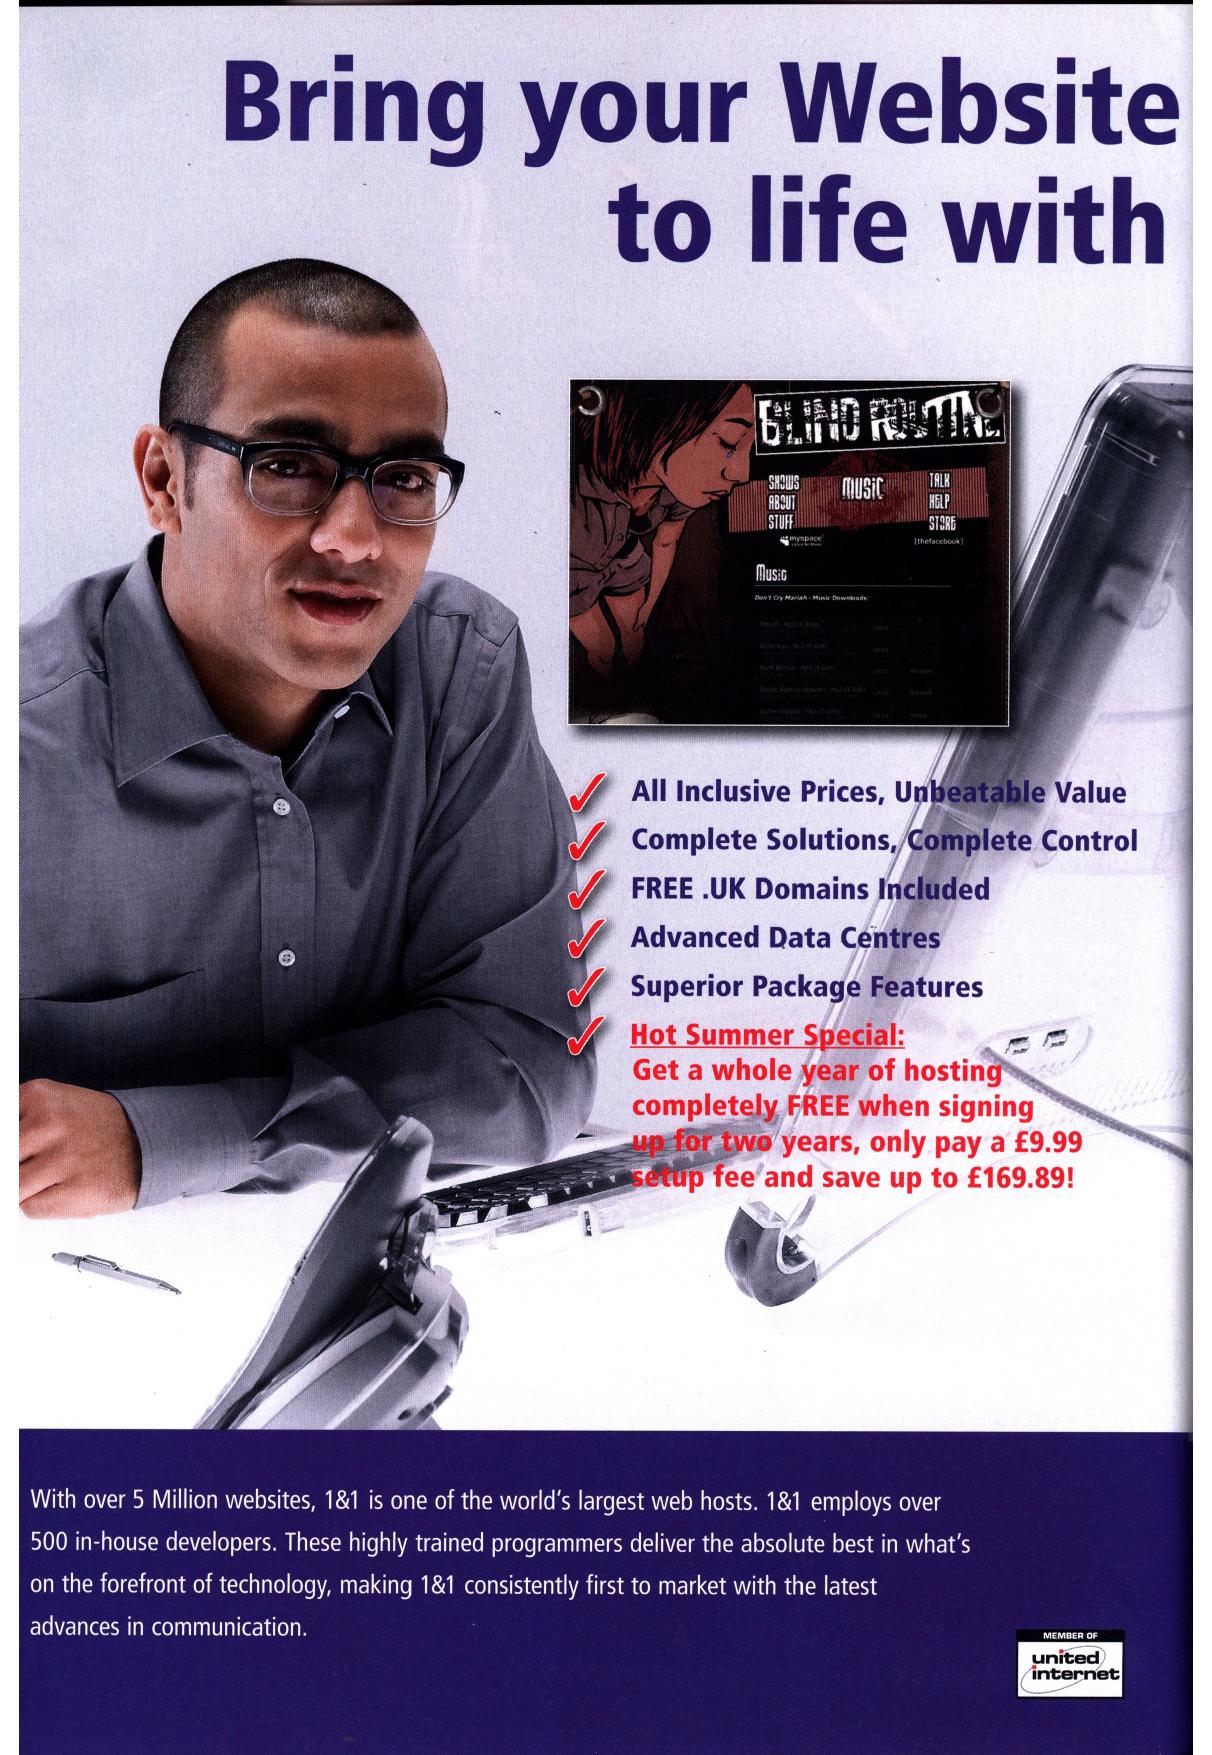 Bring your Website
to life with
BLIND ROUTINE
SHOWS
ABOUT
STUFF
MUSIC
TALK
HELP
STORE
myspace
[thefacebook]
Music
Don't Cry Mariah - Music Downloads:
All Inclusive Prices, Unbeatable Value
Complete Solutions, Complete Control
FREE .UK Domains Included
Advanced Data Centres
Superior Package Features
Hot Summer Special:
Get a whole year of hosting
completely FREE when signing
up for two years, only pay a £9.99
setup fee and save up to £169.89!
With over 5 Million websites, 1&1 is one of the world's largest web hosts. 1&1 employs over
500 in-house developers. These highly trained programmers deliver the absolute best in what's
on the forefront of technology, making 1&1 consistently first to market with the latest
advances in communication.
MEMBER OF
united
internet